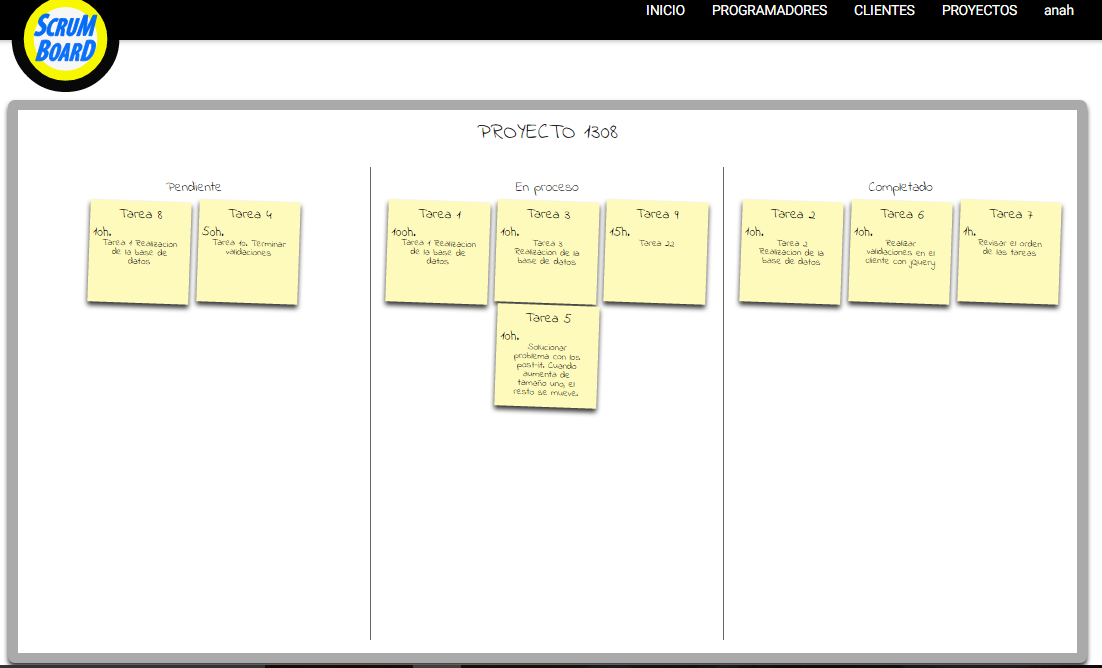 SCRUM
BOARD
INICIO PROGRAMADORES CLIENTES PROYECTOS anah
PROYECTO 1308
Pendiente
Tarea 8
10h.
Tarea 1 Realizacion
de la base de
datos
Tarea 4
50h.
Tarea 10. Terminar
validaciones
En proceso
Tarea 1
100h.
Tarea 1 Realizacion
de la base de
datos
Tarea 3
10h.
Tarea 3
Realizacion de la
base de datos
Tarea 9
15h.
Tarea 22
Tarea 5
10h.
Solucionar
problema con los
post-it. Cuando
aumenta de
tamaño uno, el
resto se mueve.
Completado
Tarea 2
10h.
Tarea 2
Realizacion de la
base de datos
Tarea 6
10h.
Realizar
validaciones en el
cliente con jQuery
Tarea 7
1h.
Revisar el orden
de las tareas